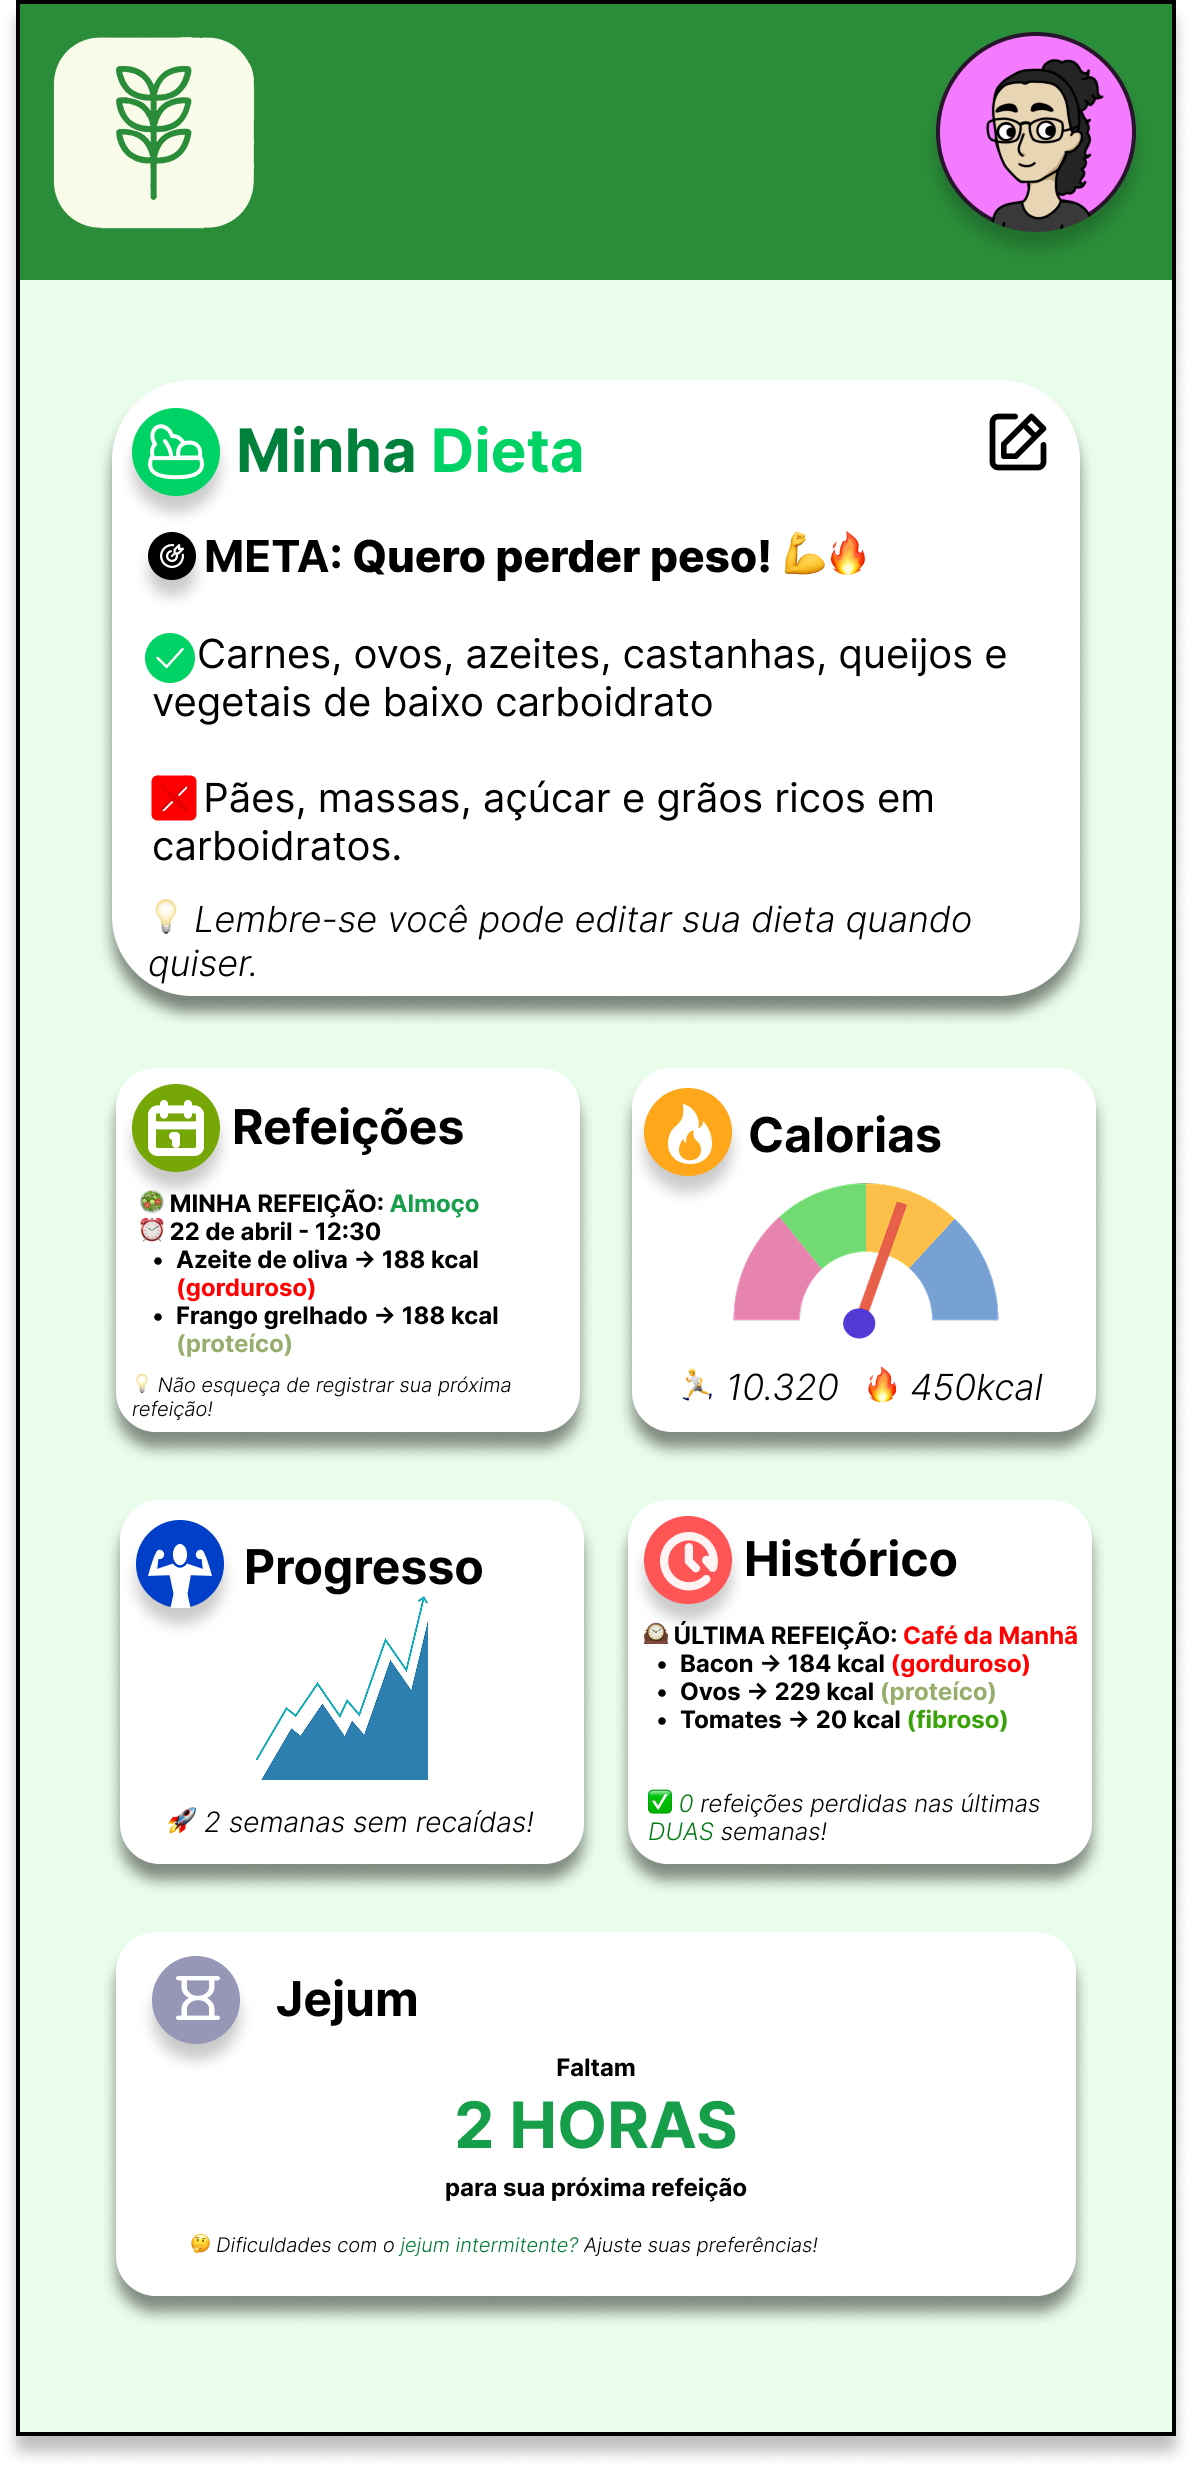 Minha Dieta
META: Quero perder peso! 💪🔥
Carnes, ovos, azeites, castanhas, queijos e
vegetais de baixo carboidrato
Pães, massas, açúcar e grãos ricos em
carboidratos.
💡 Lembre-se você pode editar sua dieta quando
quiser.
Refeições
🥗 MINHA REFEIÇÃO: Almoço
⏰ 22 de abril - 12:30
• Azeite de oliva → 188 kcal
(gorduroso)
• Frango grelhado → 188 kcal
(proteíco)
💡 Não esqueça de registrar sua próxima
refeição!
Calorias
🏃 10.320 🔥 450kcal
Progresso
🚀 2 semanas sem recaídas!
Histórico
🕰️ ÚLTIMA REFEIÇÃO: Café da Manhã
• Bacon → 184 kcal (gorduroso)
• Ovos → 229 kcal (proteíco)
• Tomates → 20 kcal (fibroso)
✅ 0 refeições perdidas nas últimas
DUAS semanas!
Jejum
Faltam
2 HORAS
para sua próxima refeição
🤔 Dificuldades com o jejum intermitente? Ajuste suas preferências!